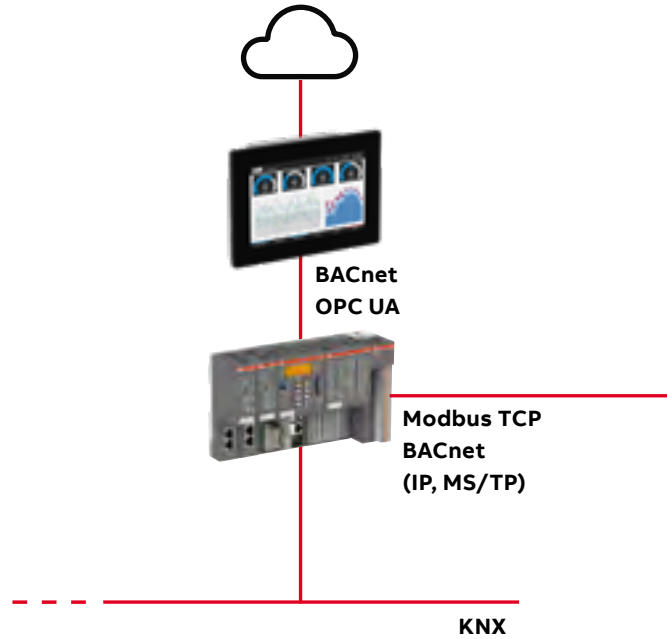 BACnet
OPC UA
Modbus TCP
BACnet
(IP, MS/TP)
KNX